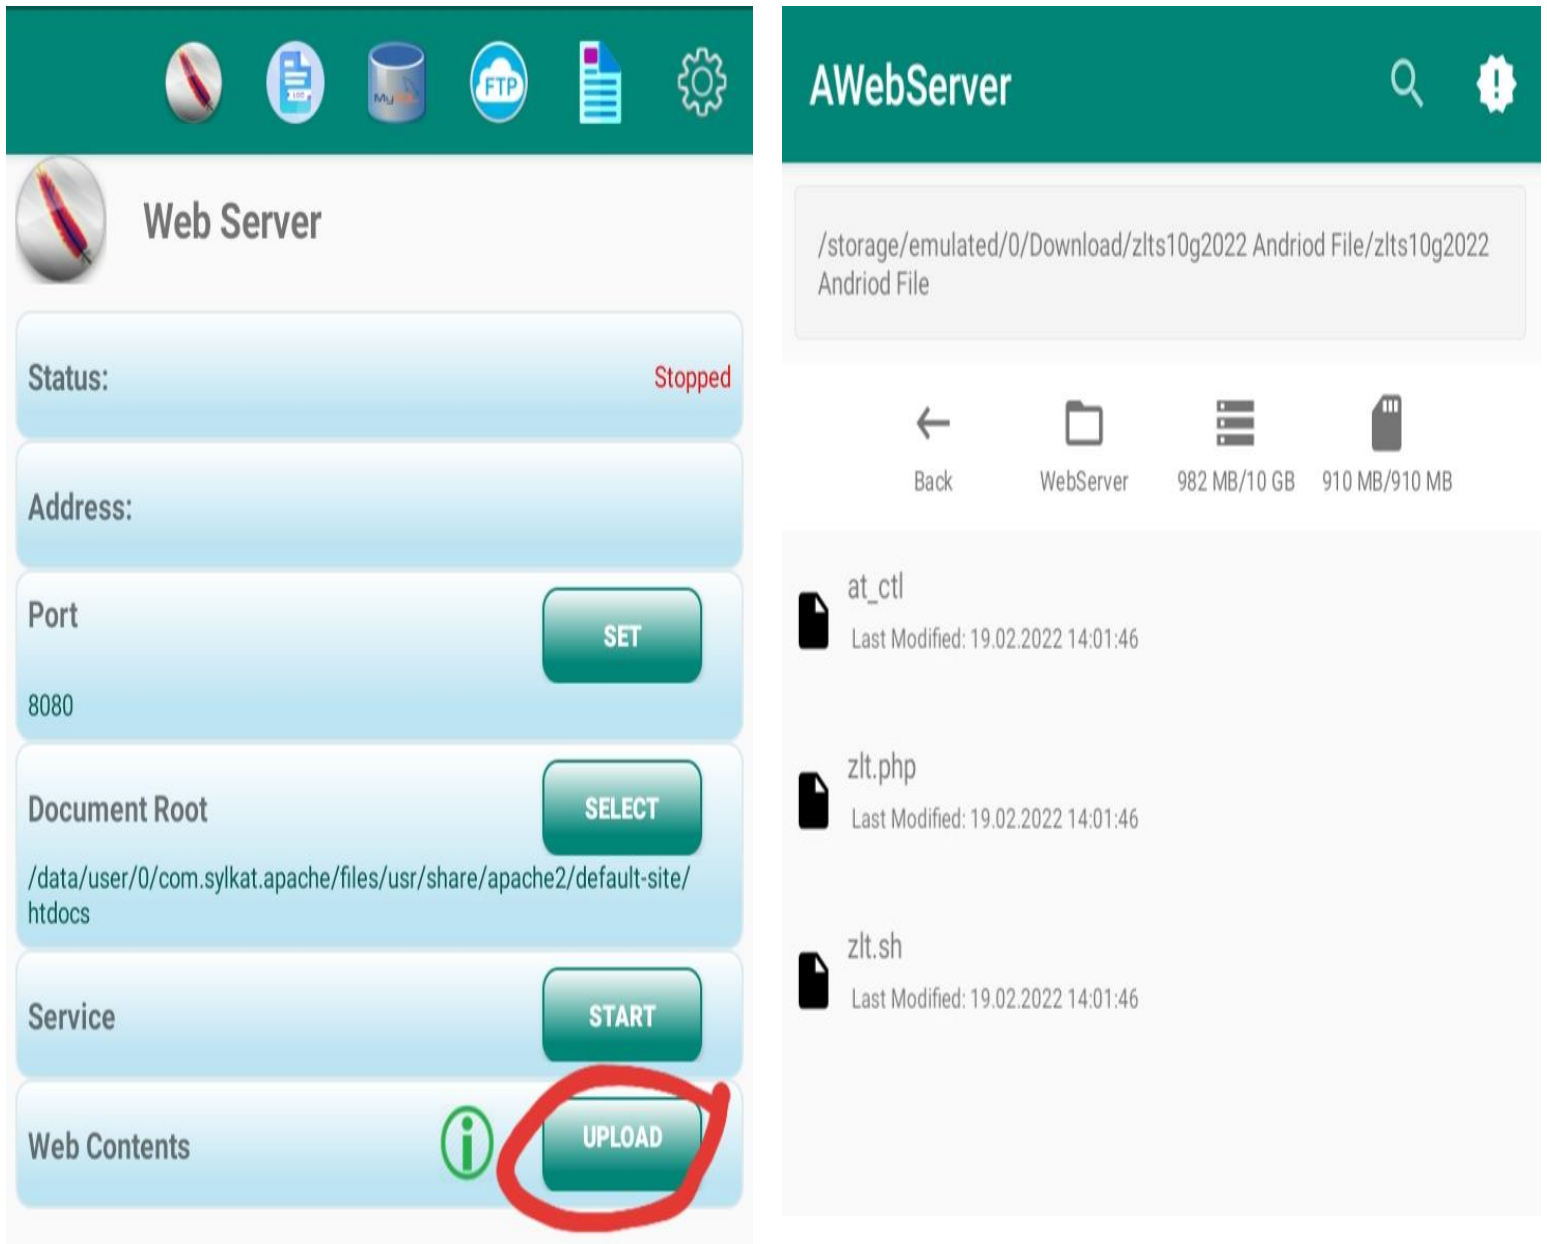 LOG
My
FTP
Web Server
Status:
Stopped
Address:
Port
SET
8080
Document Root
SELECT
/data/user/0/com.sylkat.apache/files/usr/share/apache2/default-site/
htdocs
Service
START
Web Contents
UPLOAD
AWebServer
/storage/emulated/0/Download/zlts10g2022 Andriod File/zlts10g2022
Andriod File
Back
WebServer
982 MB/10 GB
910 MB/910 MB
at_ctl
Last Modified: 19.02.2022 14:01:46
zlt.php
Last Modified: 19.02.2022 14:01:46
zlt.sh
Last Modified: 19.02.2022 14:01:46